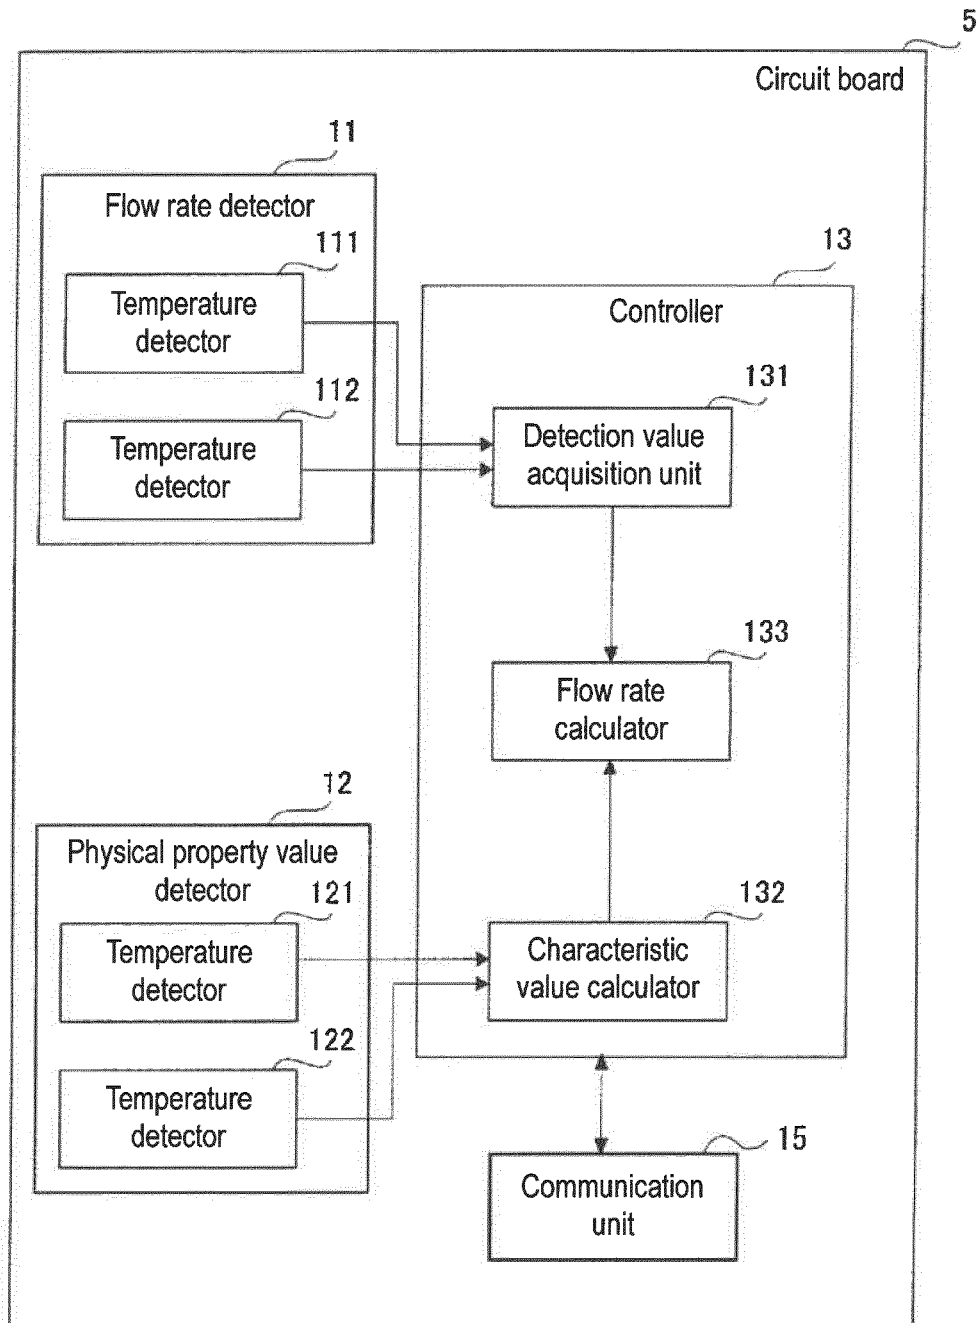 5
Circuit board
11
Flow rate detector
111
Temperature
detector
112
Temperature
detector
13
Controller
131
Detection value
acquisition unit
133
Flow rate
calculator
12
Physical property value
detector
121
Temperature
detector
122
Temperature
detector
132
Characteristic
value calculator
15
Communication
unit